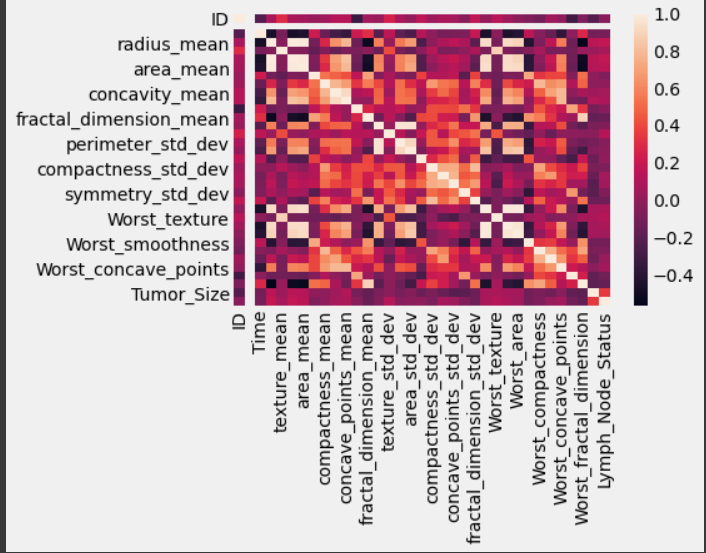 ID
radius_mean
area_mean
concavity_mean
fractal_dimension_mean
perimeter_std_dev
compactness_std_dev
symmetry_std_dev
Worst_texture
Worst_smoothness
Worst_concave_points
Tumor_Size
ID
Time
texture_mean
area_mean
compactness_mean
concave_points_mean
fractal_dimension_mean
texture_std_dev
area_std_dev
compactness_std_dev
concave_points_std_dev
fractal_dimension_std_dev
Worst_texture
Worst_area
Worst_compactness
Worst_concave_points
Worst_fractal_dimension
Lymph_Node_Status
1.0
0.8
0.6
0.4
0.2
0.0
−0.2
−0.4